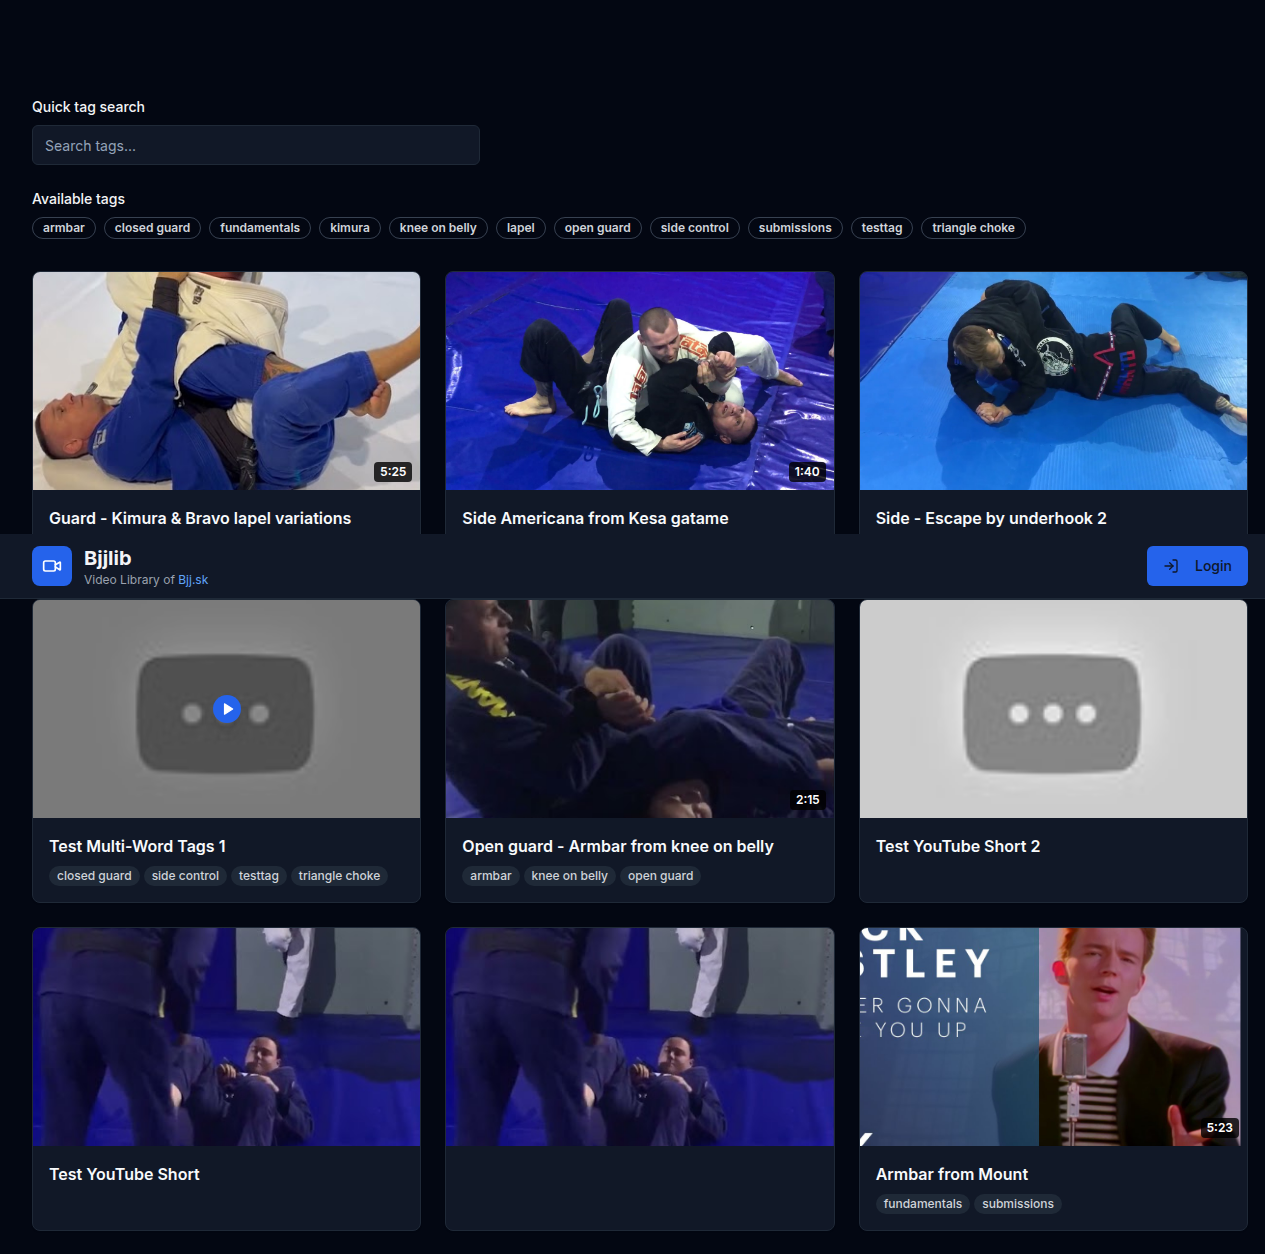 Quick tag search
Search tags...
Available tags
armbar closed guard fundamentals kimura knee on belly lapel open guard side control submissions testtag triangle choke
5:25
1:40
Guard - Kimura & Bravo lapel variations
Side Americana from Kesa gatame
Side - Escape by underhook 2
Bjjlib
Video Library of Bjj.sk
Login
2:15
Test Multi-Word Tags 1
closed guard side control testtag triangle choke
Open guard - Armbar from knee on belly
armbar knee on belly open guard
Test YouTube Short 2
STLEY
ER GONNA
YOU UP
5:23
Test YouTube Short
Armbar from Mount
fundamentals submissions